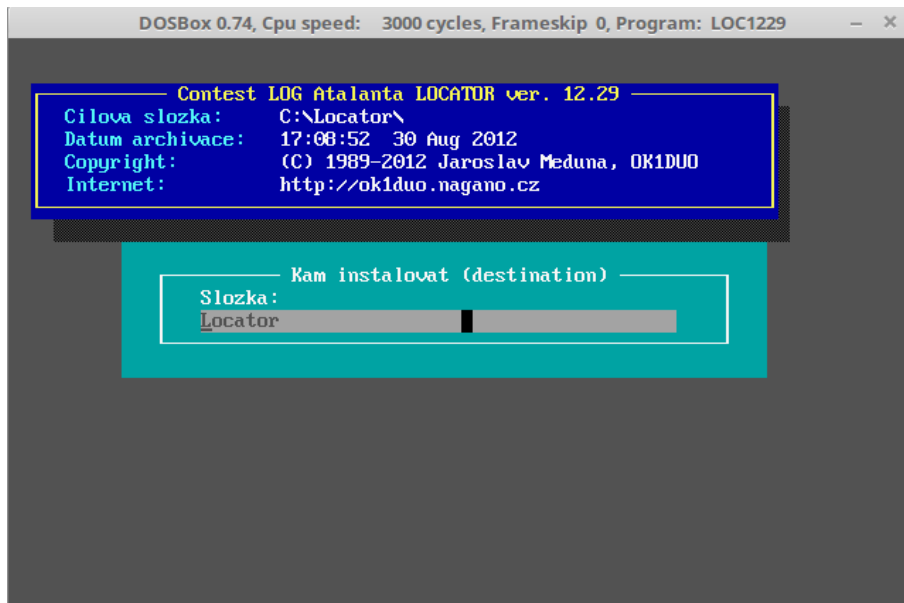 DOSBox 0.74, Cpu speed: 3000 cycles, Frameskip 0, Program: LOC1229
Contest LOG Atalanta LOCATOR ver. 12.29
Cilova slozka: C:\Locator\
Datum archivace: 17:08:52 30 Aug 2012
Copyright: (C) 1989-2012 Jaroslav Meduna, OK1DUO
Internet: http://ok1duo.nagano.cz
Kam instalovat (destination)
Slozka:
Locator